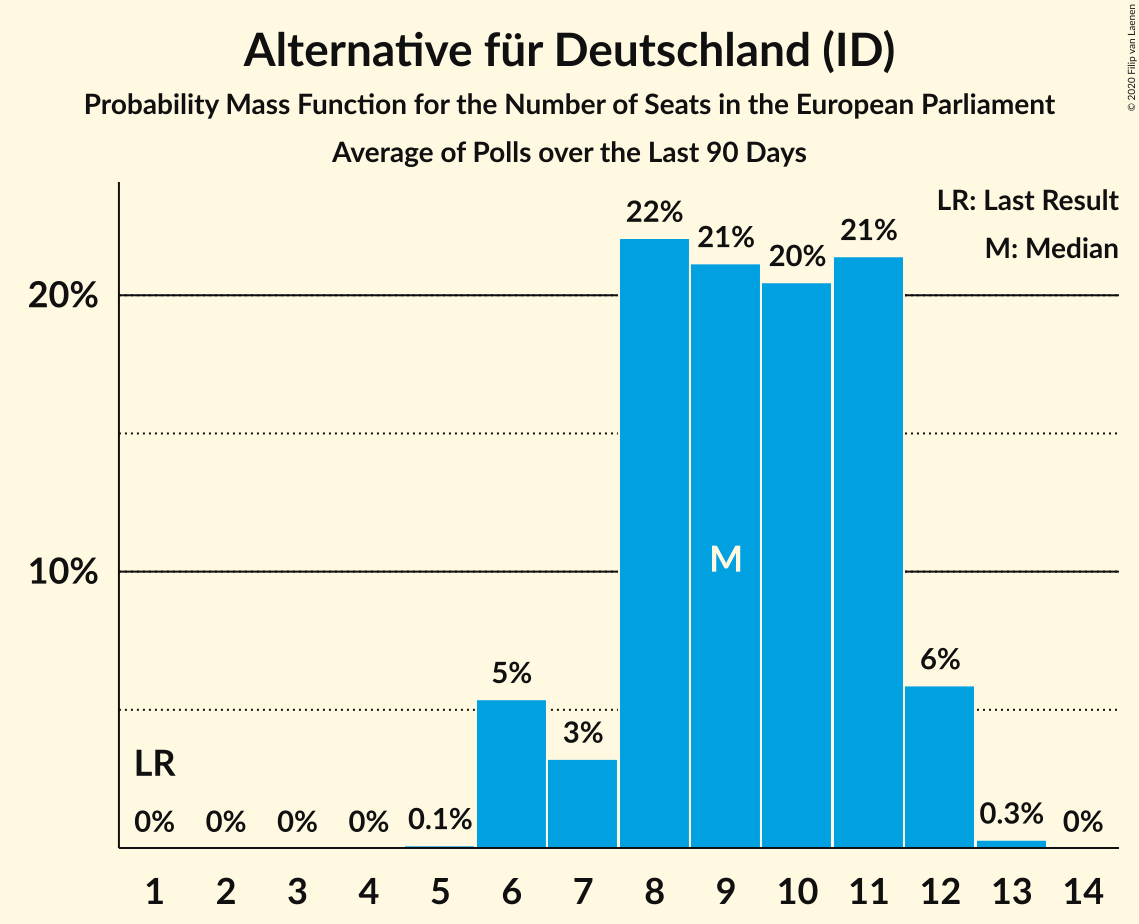 Alternative für Deutschland (ID)
Probability Mass Function for the Number of Seats in the European Parliament
Average of Polls over the Last 90 Days
© 2020 Filip van Laenen
LR: Last Result
M: Median
22%
21%
20%
21%
20%
10%
M
5%
3%
6%
LR
0%
0%
0%
0%
0.1%
0.3%
0%
1 2 3 4 5 6 7 8 9 10 11 12 13 14